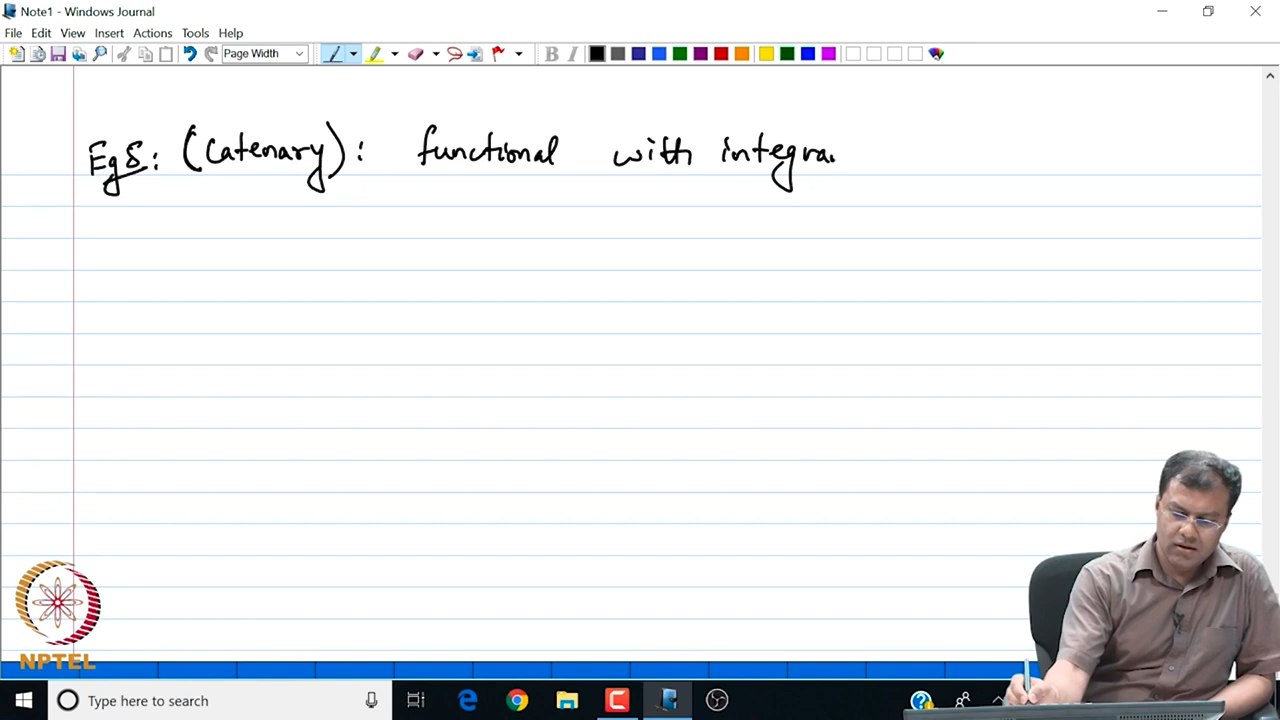 Note1 - Windows Journal
File Edit View Insert Actions Tools Help
Page Width
B I
Eg 8: (Catenary): functional with integra
NPTEL
Type here to search